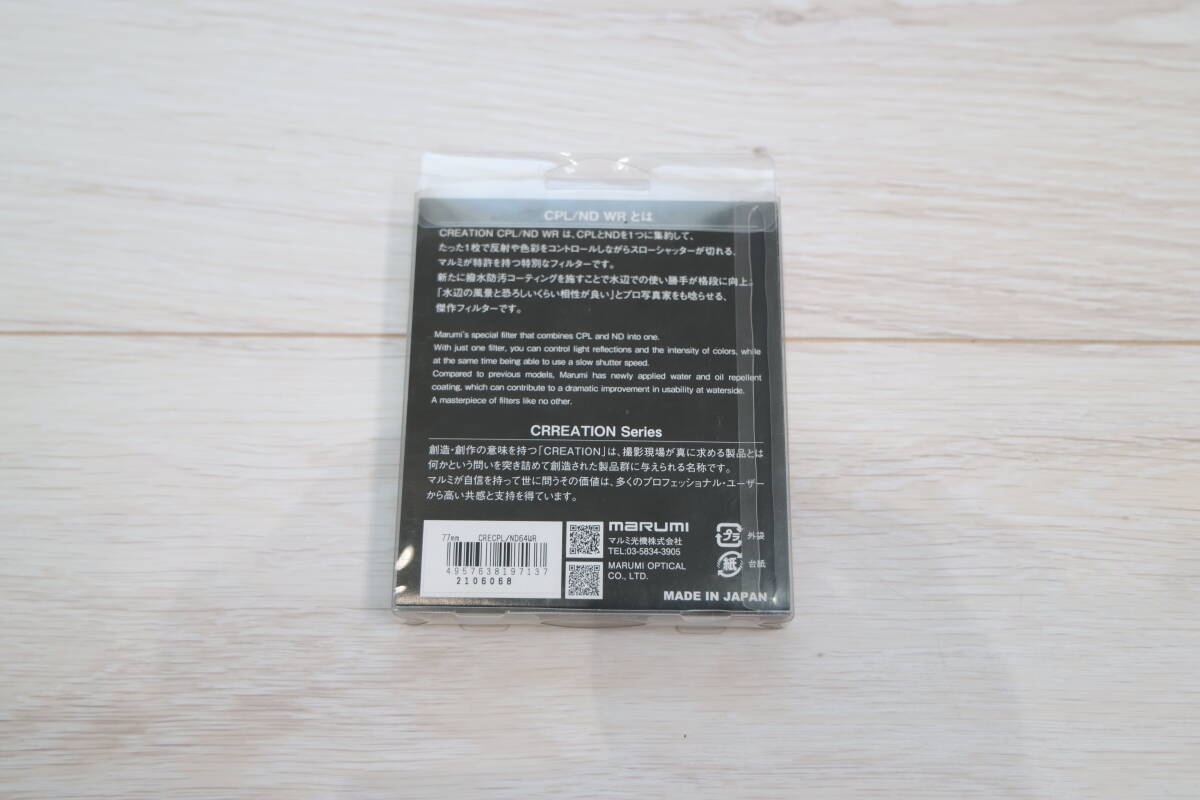 CPL/ND WR とは
CREATION CPL/ND WR は、CPLとNDを1つに集約して、
たった1枚で反射や色彩をコントロールしながらスローシャッターが切れる、
マルミが特許を持つ特別なフィルターです。
新たに撥水防汚コーティングを施すことで水辺での使い勝手が格段に向上。
「水辺の風景と恐ろしいくらい相性が良い」とプロ写真家をも唸らせる、
傑作フィルターです。
Marumi's special filter that combines CPL and ND into one.
With just one filter, you can control light reflections and the intensity of colors, while
at the same time being able to use a slow shutter speed.
Compared to previous models, Marumi has newly applied water and oil repellent
coating, which can contribute to a dramatic improvement in usability at waterside.
A masterpiece of filters like no other.
CRREATION Series
創造・創作の意味を持つ「CREATION」は、撮影現場が真に求める製品とは
何かという問いを突き詰めて創造された製品群に与えられる名称です。
マルミが自信を持って世に問うその価値は、多くのプロフェッショナル・ユーザー
から高い共感と支持を得ています。
77mm CRECPL/ND64WR
4957638197137
2106068
marumi
マルミ光機株式会社
TEL:03-5834-3905
MARUMI OPTICAL
CO., LTD.
プラ 外袋
紙 台紙
MADE IN JAPAN